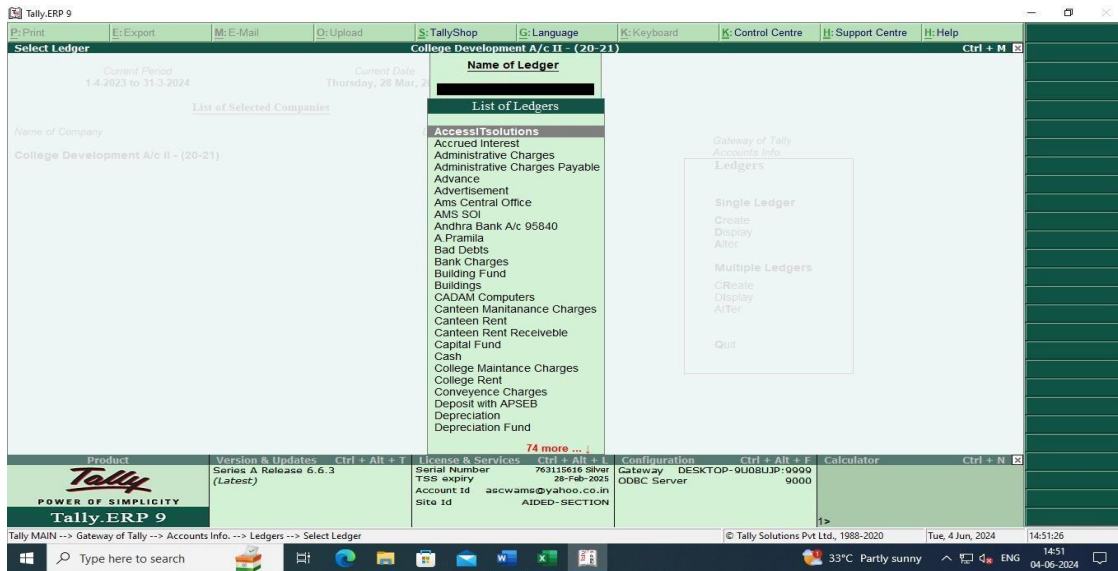 Tally.ERP 9
P: Print E: Export M: E-Mail O: Upload S: TallyShop G: Language K: Keyboard K: Control Centre H: Support Centre H: Help
Select Ledger College Development A/c II - (20-21) Ctrl + M
Current Period
1-4-2023 to 31-3-2024
Current Date
Thursday, 28 Mar, 2
List of Selected Companies
Name of Company
College Development A/c II - (20-21)
Name of Ledger
List of Ledgers
AccessITsolutions
Accrued Interest
Administrative Charges
Administrative Charges Payable
Advance
Advertisement
Ams Central Office
AMS SOI
Andhra Bank A/c 95840
A.Pramila
Bad Debts
Bank Charges
Building Fund
Buildings
CADAM Computers
Canteen Manitanance Charges
Canteen Rent
Canteen Rent Receiveble
Capital Fund
Cash
College Maintance Charges
College Rent
Conveyence Charges
Deposit with APSEB
Depreciation
Depreciation Fund
74 more ... ↓
Gateway of Tally
Accounts Info.
Ledgers
Single Ledger
Create
Display
Alter
Multiple Ledgers
CReate
DIsplay
AlTer
Quit
Product
Tally
POWER OF SIMPLICITY
Tally.ERP 9
Version & Updates Ctrl + Alt + T
Series A Release 6.6.3
(Latest)
License & Services Ctrl + Alt + L
Serial Number 763115616 Silver
TSS expiry 28-Feb-2025
Account Id ascwams@yahoo.co.in
Site Id AIDED-SECTION
Configuration Ctrl + Alt + F
Gateway DESKTOP-9U08UJP:9999
ODBC Server 9000
Calculator Ctrl + N
1>
Tally MAIN --> Gateway of Tally --> Accounts Info. --> Ledgers --> Select Ledger © Tally Solutions Pvt Ltd., 1988-2020 Tue, 4 Jun, 2024 14:51:26
Type here to search 33°C Partly sunny ENG 14:51
04-06-2024